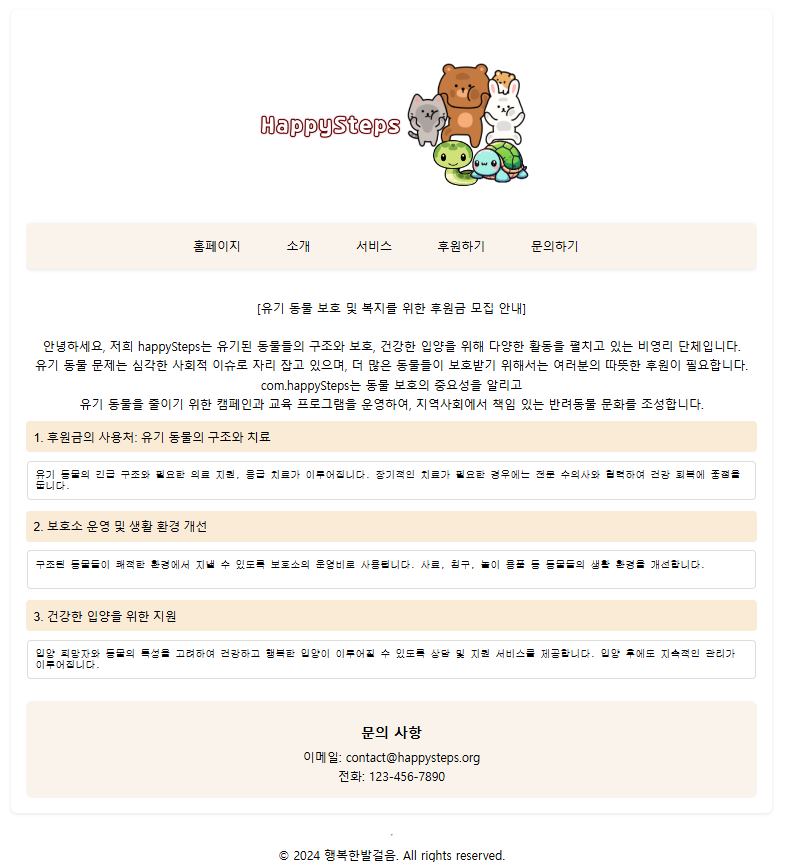 HappySteps
홈페이지 소개 서비스 후원하기 문의하기
[유기 동물 보호 및 복지를 위한 후원금 모집 안내]
안녕하세요, 저희 happySteps는 유기된 동물들의 구조와 보호, 건강한 입양을 위해 다양한 활동을 펼치고 있는 비영리 단체입니다.
유기 동물 문제는 심각한 사회적 이슈로 자리 잡고 있으며, 더 많은 동물들이 보호받기 위해서는 여러분의 따뜻한 후원이 필요합니다.
com.happySteps는 동물 보호의 중요성을 알리고
유기 동물을 줄이기 위한 캠페인과 교육 프로그램을 운영하여, 지역사회에서 책임 있는 반려동물 문화를 조성합니다.
1. 후원금의 사용처: 유기 동물의 구조와 치료
유기 동물의 긴급 구조와 필요한 의료 지원, 응급 치료가 이루어집니다. 장기적인 치료가 필요한 경우에는 전문 수의사와 협력하여 건강 회복에 중점을
둡니다.
2. 보호소 운영 및 생활 환경 개선
구조된 동물들이 쾌적한 환경에서 지낼 수 있도록 보호소의 운영비로 사용됩니다. 사료, 침구, 놀이 용품 등 동물들의 생활 환경을 개선합니다.
3. 건강한 입양을 위한 지원
입양 희망자와 동물의 특성을 고려하여 건강하고 행복한 입양이 이루어질 수 있도록 상담 및 지원 서비스를 제공합니다. 입양 후에도 지속적인 관리가
이루어집니다.
문의 사항
이메일: contact@happysteps.org
전화: 123-456-7890
.
© 2024 행복한발걸음. All rights reserved.